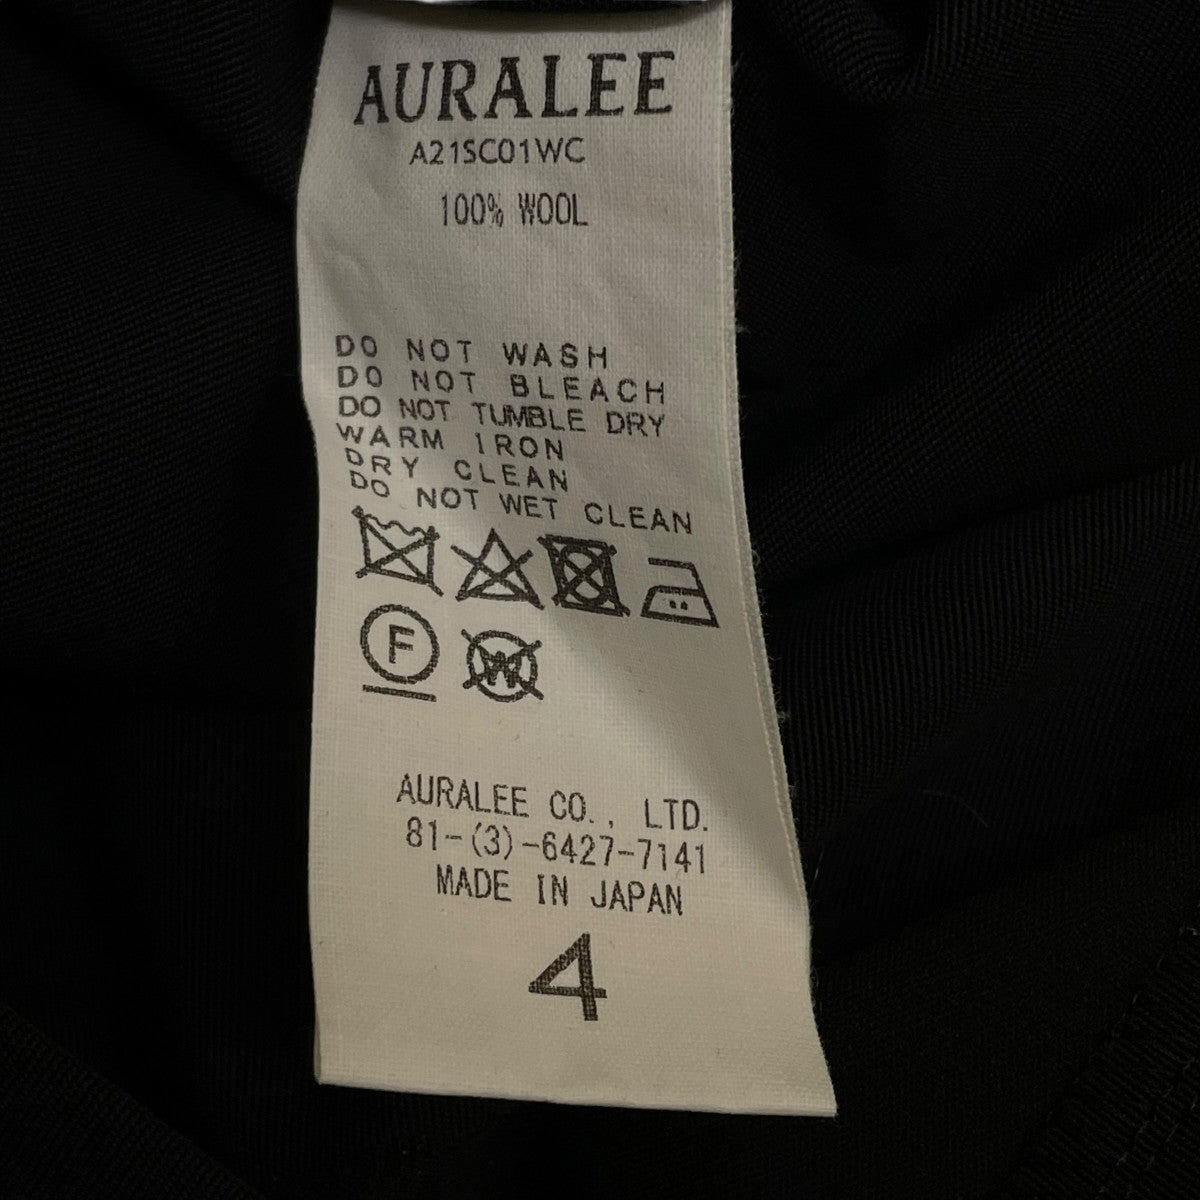 AURALEE
A21SC01WC
100% WOOL
DO NOT WASH
DO NOT BLEACH
DO NOT TUMBLE DRY
WARM IRON
DRY CLEAN
DO NOT WET CLEAN
F W
AURALEE CO., LTD.
81-(3)-6427-7141
MADE IN JAPAN
4